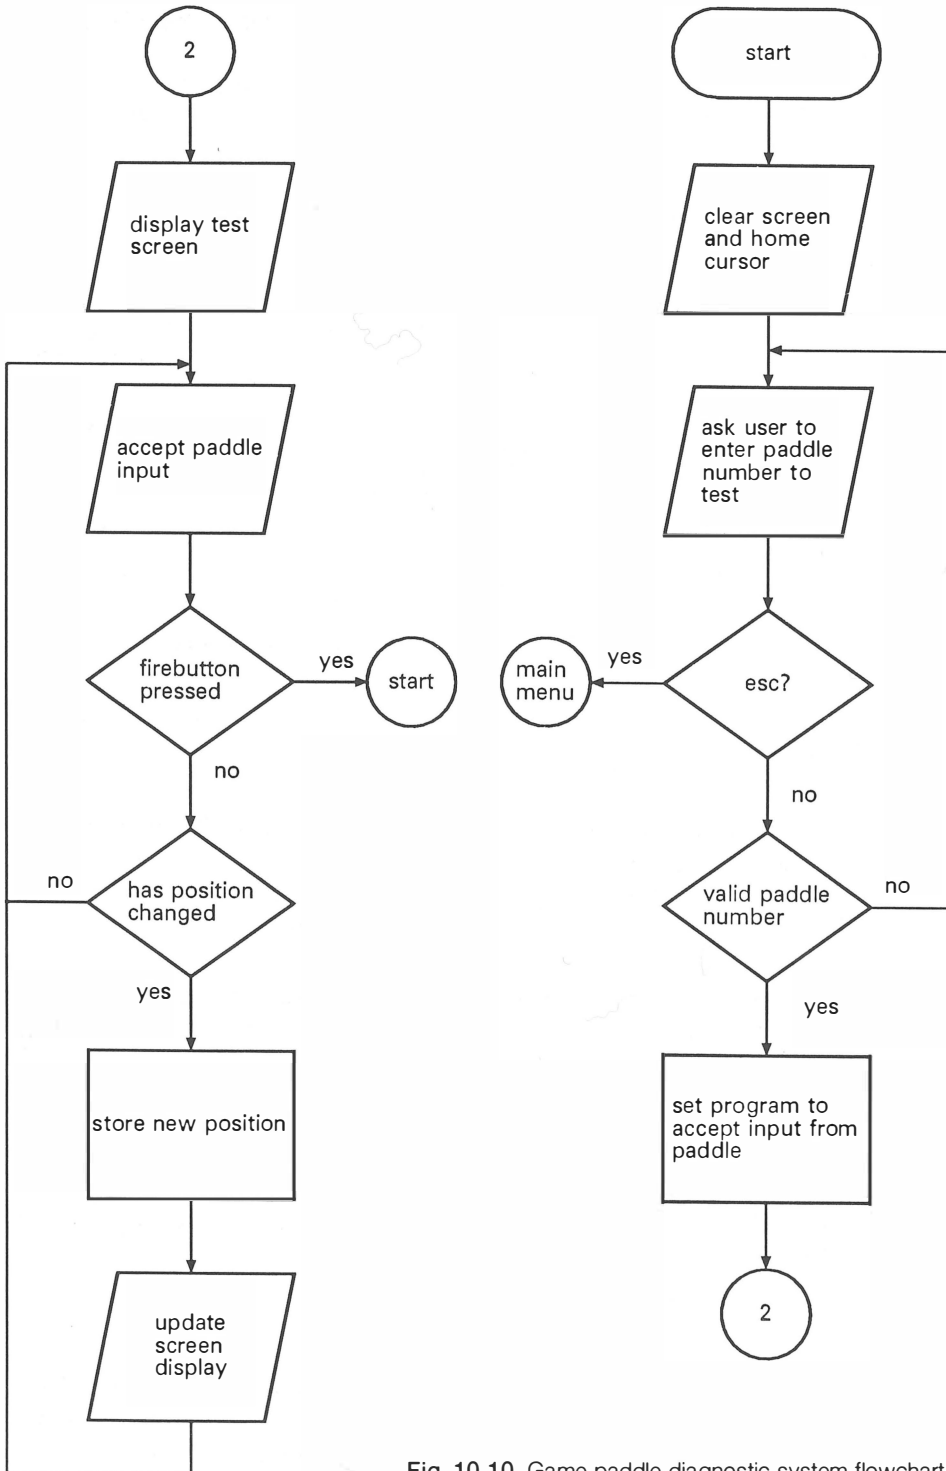 2
display test
screen
accept paddle
input
firebutton
pressed
yes
start
no
has position
changed
no
yes
store new position
update
screen
display
start
clear screen
and home
cursor
ask user to
enter paddle
number to
test
esc?
yes
main
menu
no
valid paddle
number
no
yes
set program to
accept input from
paddle
2
Fig. 10.10 Game paddle diagnostic system flowchart